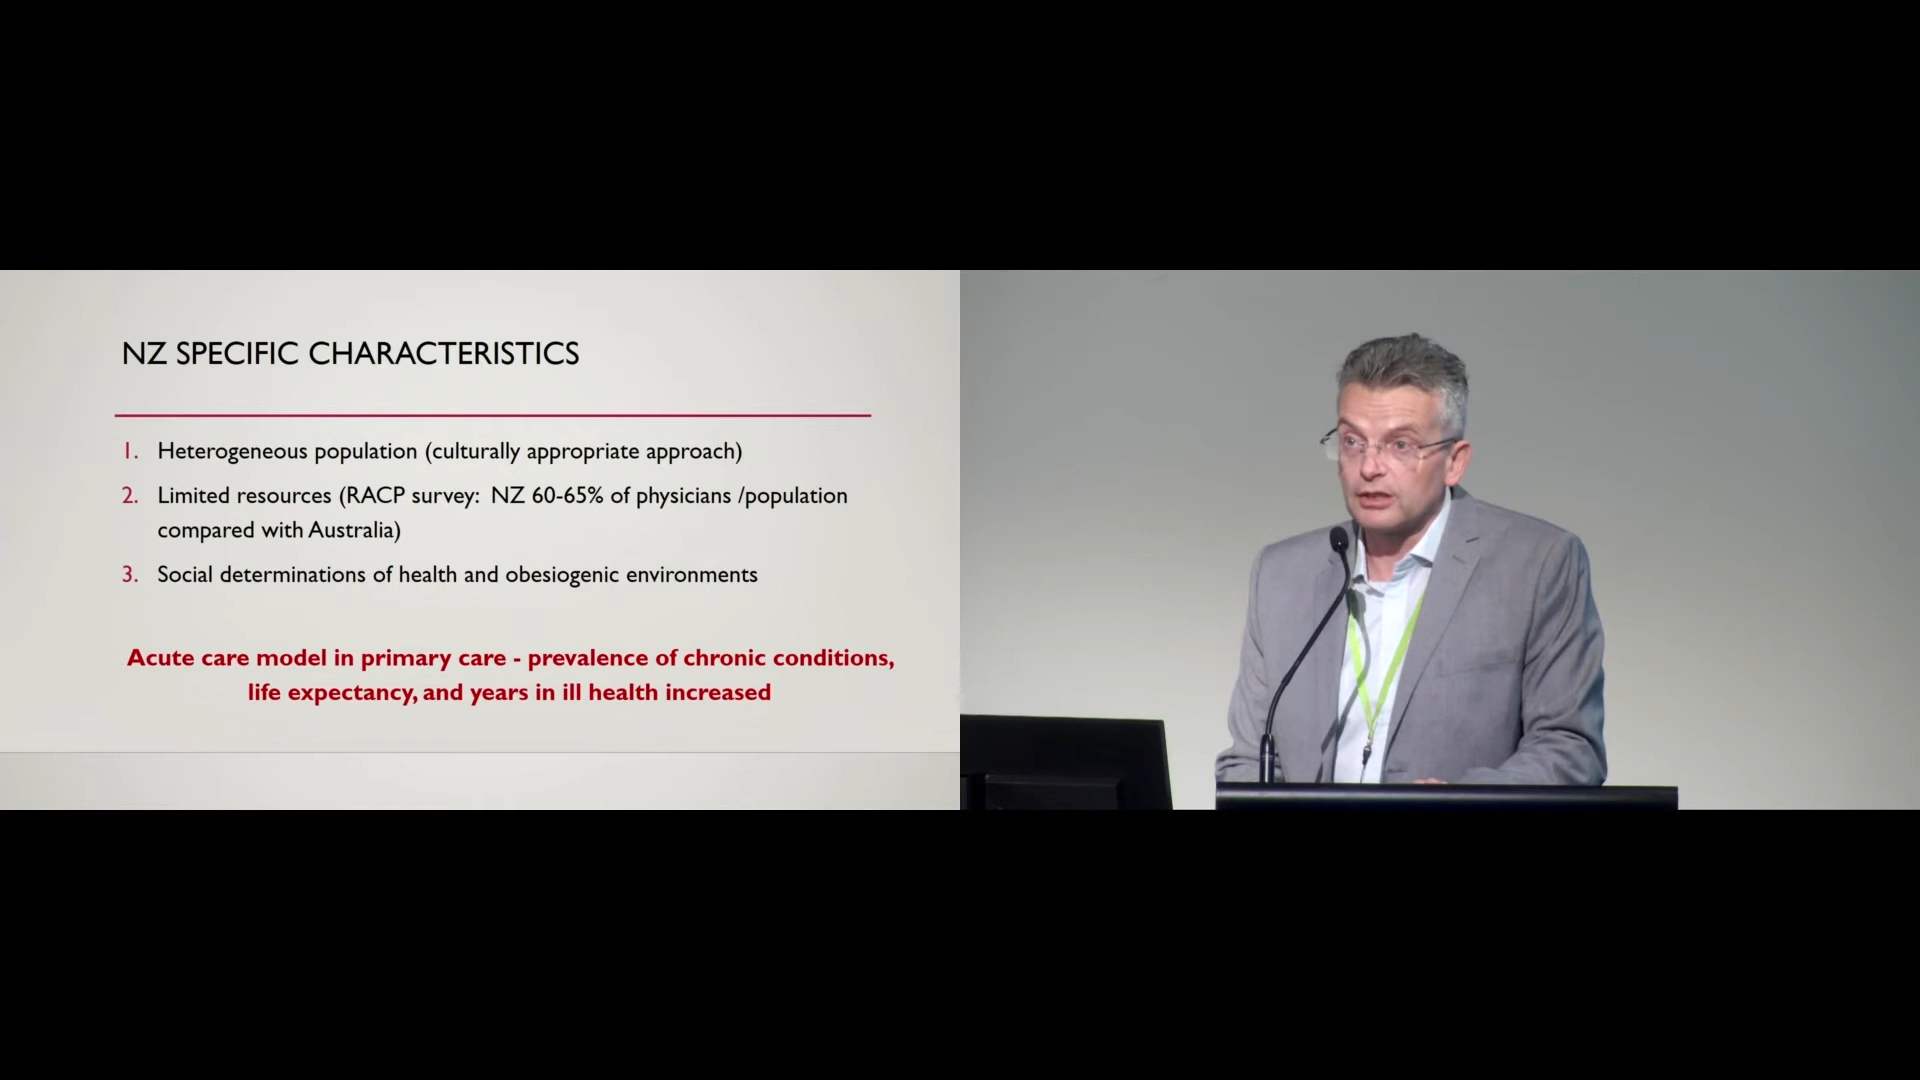 NZ SPECIFIC CHARACTERISTICS
1. Heterogeneous population (culturally appropriate approach)
2. Limited resources (RACP survey: NZ 60-65% of physicians /population
compared with Australia)
3. Social determinations of health and obesiogenic environments
Acute care model in primary care - prevalence of chronic conditions,
life expectancy, and years in ill health increased